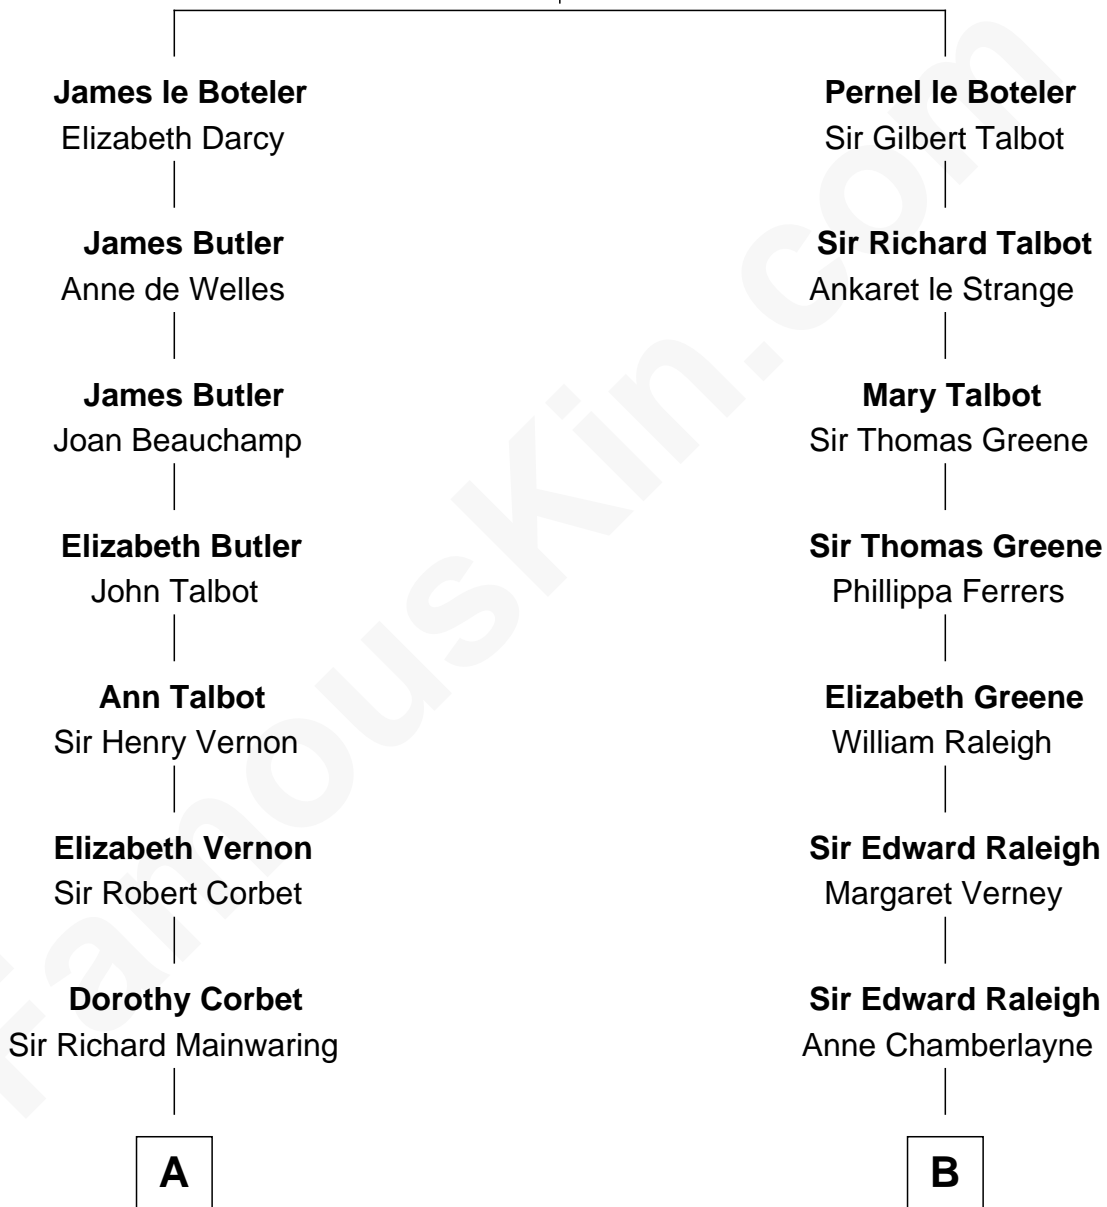 James le Boteler
Elizabeth Darcy
James Butler
Anne de Welles
James Butler
Joan Beauchamp
Elizabeth Butler
John Talbot
Ann Talbot
Sir Henry Vernon
Elizabeth Vernon
Sir Robert Corbet
Dorothy Corbet
Sir Richard Mainwaring
A
Pernel le Boteler
Sir Gilbert Talbot
Sir Richard Talbot
Ankaret le Strange
Mary Talbot
Sir Thomas Greene
Sir Thomas Greene
Phillippa Ferrers
Elizabeth Greene
William Raleigh
Sir Edward Raleigh
Margaret Verney
Sir Edward Raleigh
Anne Chamberlayne
B
FamousKin.com